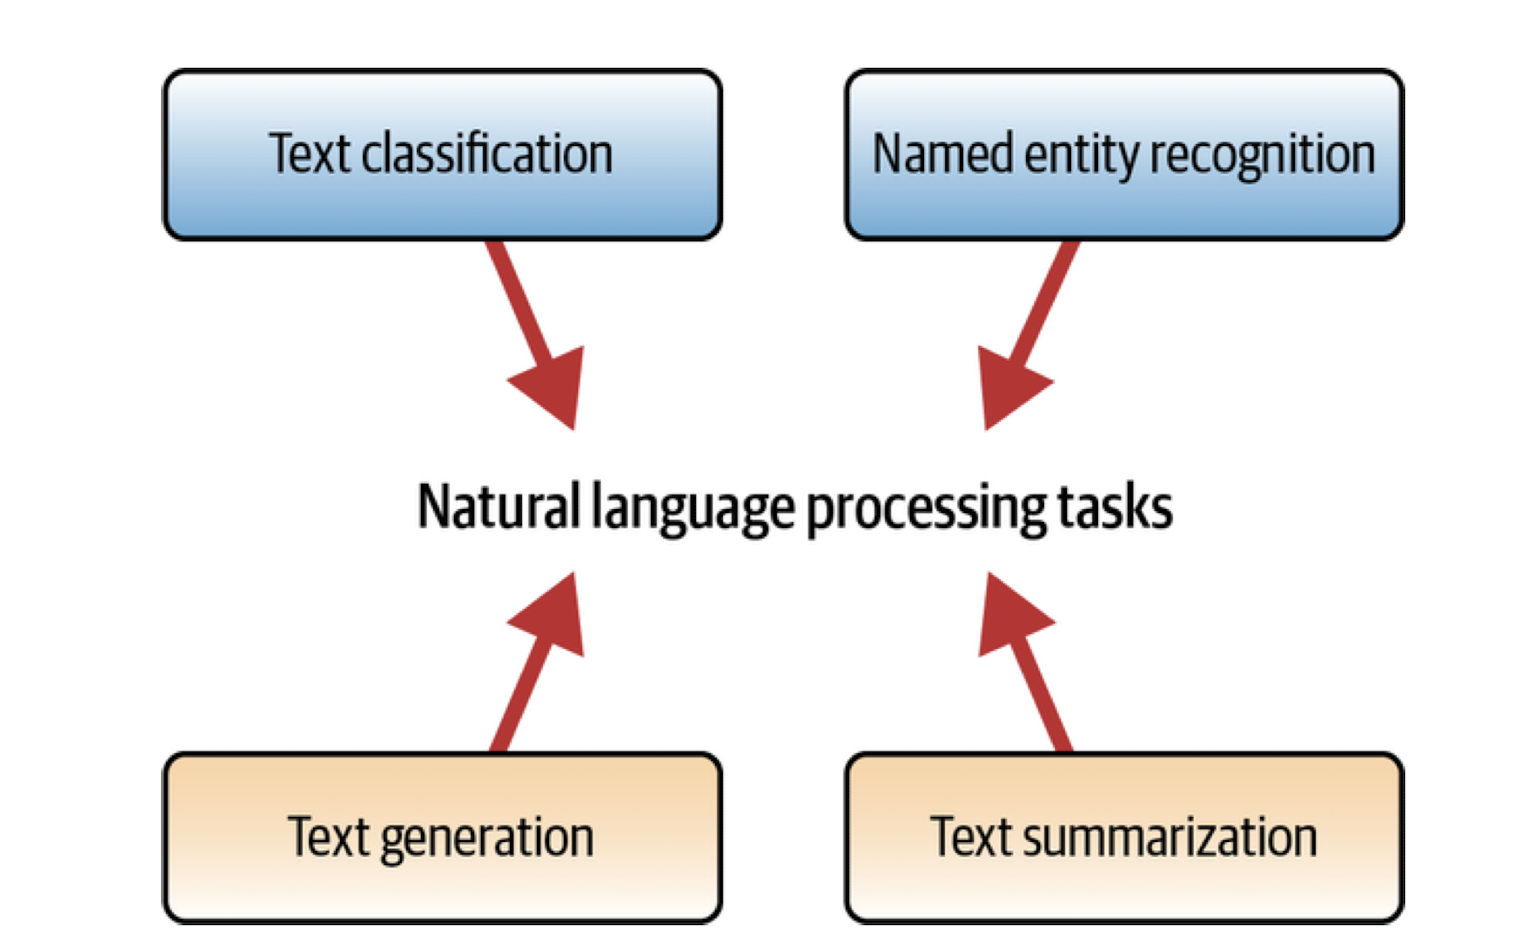 Text classification
Named entity recognition
Natural language processing tasks
Text generation
Text summarization